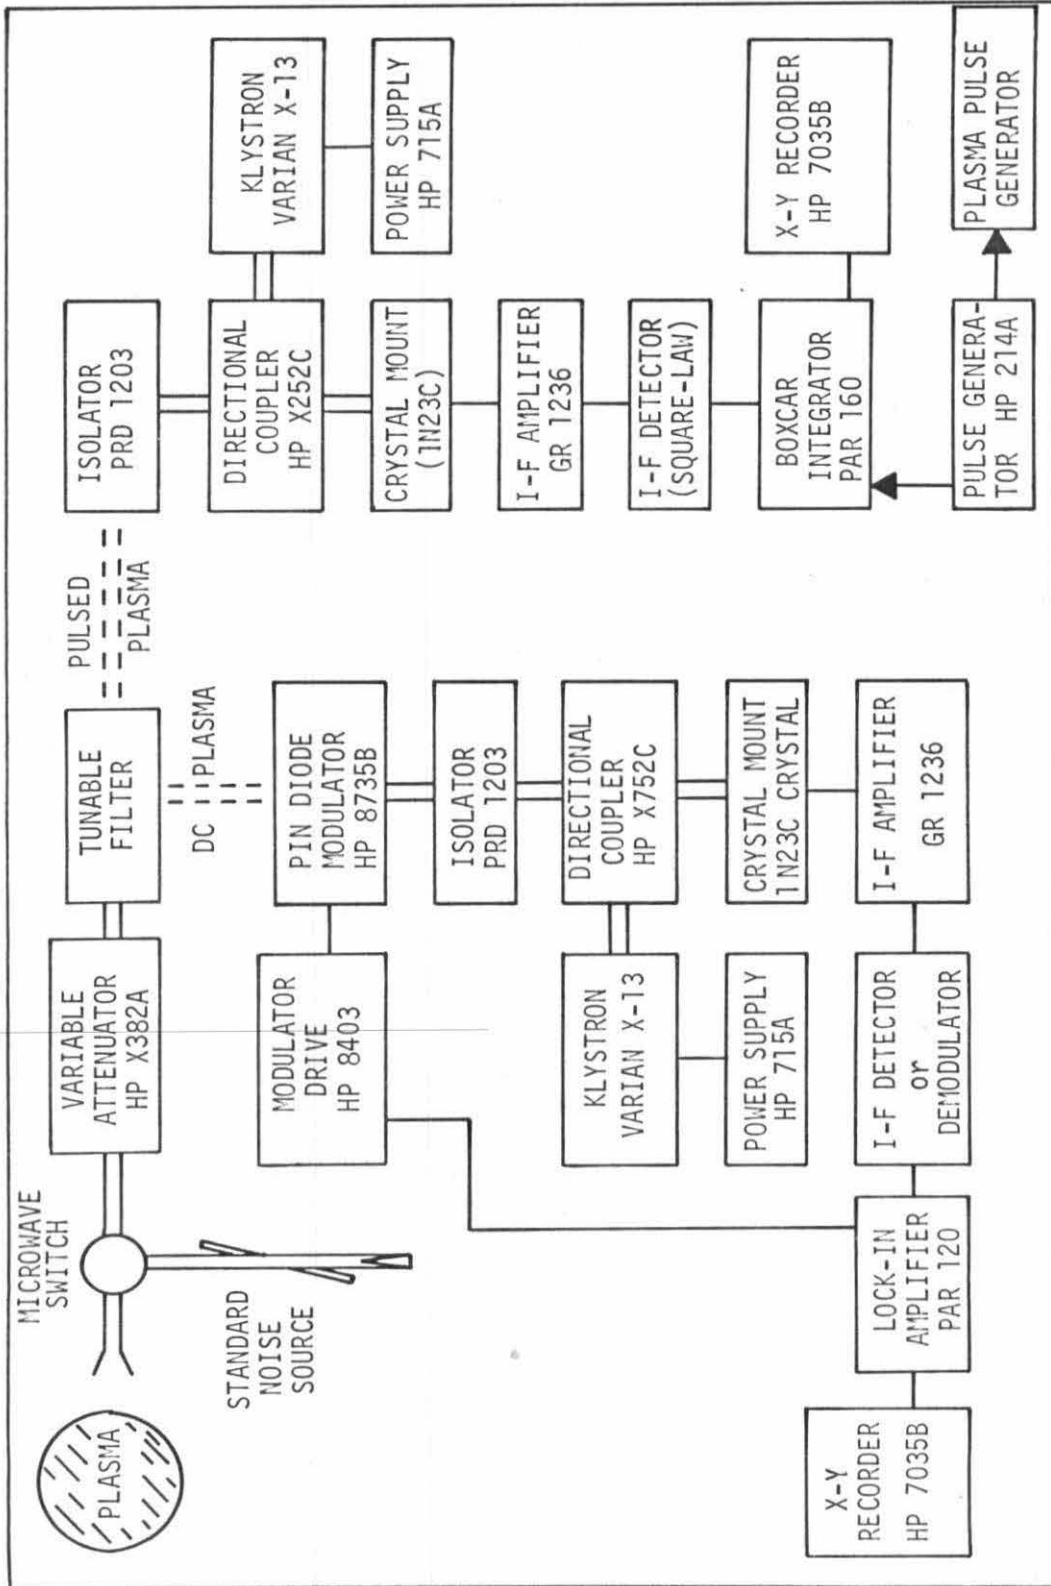 PLASMA
MICROWAVE
SWITCH
STANDARD
NOISE
SOURCE
VARIABLE
ATTENUATOR
HP X382A
TUNABLE
FILTER
PULSED
PLASMA
DC
PLASMA
ISOLATOR
PRD 1203
DIRECTIONAL
COUPLER
HP X252C
KLYSTRON
VARIAN X-13
POWER SUPPLY
HP 715A
CRYSTAL MOUNT
(1N23C)
I-F AMPLIFIER
GR 1236
I-F DETECTOR
(SQUARE-LAW)
BOXCAR
INTEGRATOR
PAR 160
X-Y RECORDER
HP 7035B
PULSE GENERA-
TOR HP 214A
PLASMA PULSE
GENERATOR
MODULATOR
DRIVE
HP 8403
PIN DIODE
MODULATOR
HP 8735B
ISOLATOR
PRD 1203
KLYSTRON
VARIAN X-13
DIRECTIONAL
COUPLER
HP X752C
POWER SUPPLY
HP 715A
CRYSTAL MOUNT
1N23C CRYSTAL
X-Y
RECORDER
HP 7035B
LOCK-IN
AMPLIFIER
PAR 120
I-F DETECTOR
or
DEMODULATOR
I-F AMPLIFIER
GR 1236